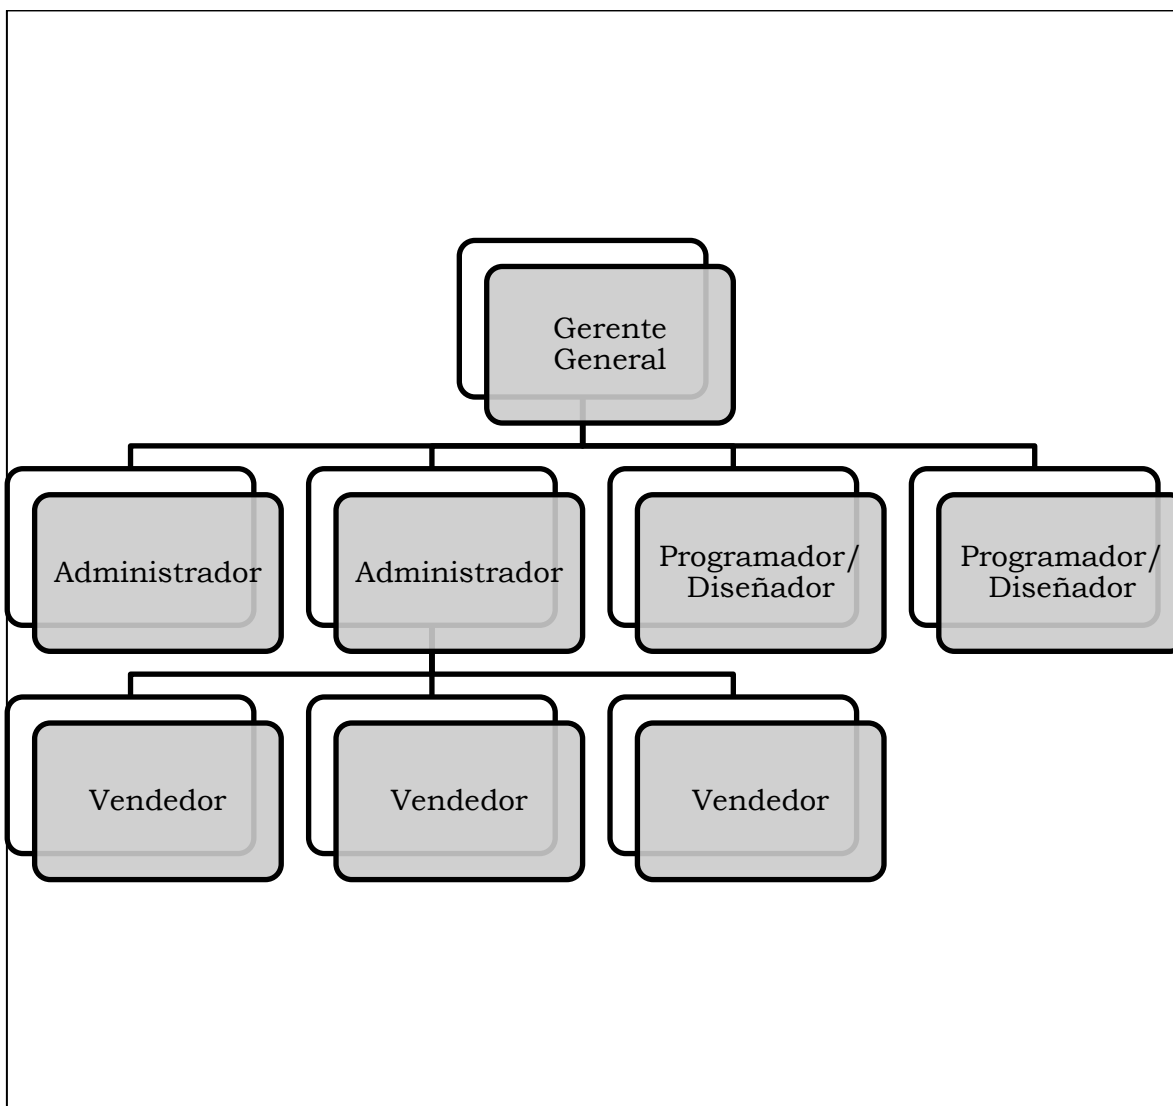 Gerente
General
Administrador
Administrador
Programador/
Diseñador
Programador/
Diseñador
Vendedor
Vendedor
Vendedor